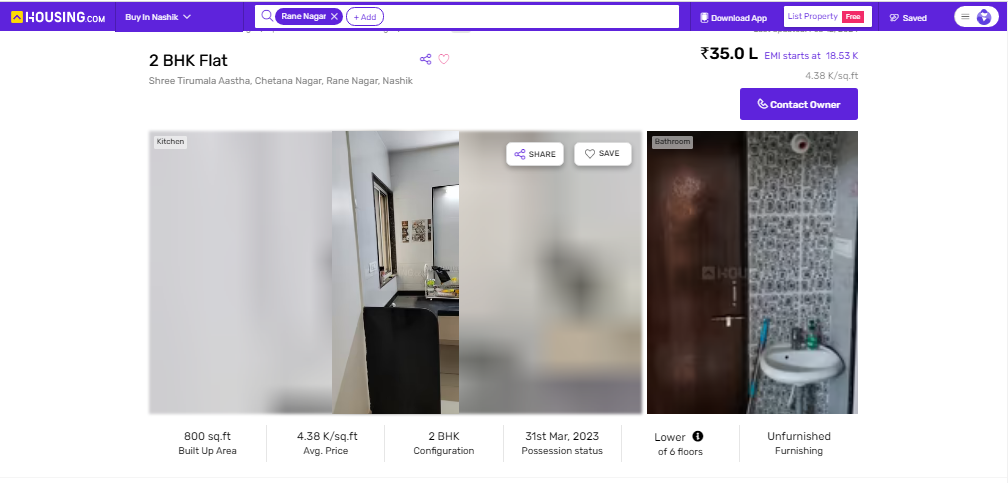 HOUSING.COM
Buy In Nashik
Rane Nagar
+ Add
Download App
List Property Free
Saved
2 BHK Flat
Shree Tirumala Aastha, Chetana Nagar, Rane Nagar, Nashik
₹35.0 L EMI starts at 18.53 K
4.38 K/sq.ft
Contact Owner
Kitchen
SHARE
SAVE
Bathroom
800 sq.ft
Built Up Area
4.38 K/sq.ft
Avg. Price
2 BHK
Configuration
31st Mar, 2023
Possession status
Lower
of 6 floors
Unfurnished
Furnishing